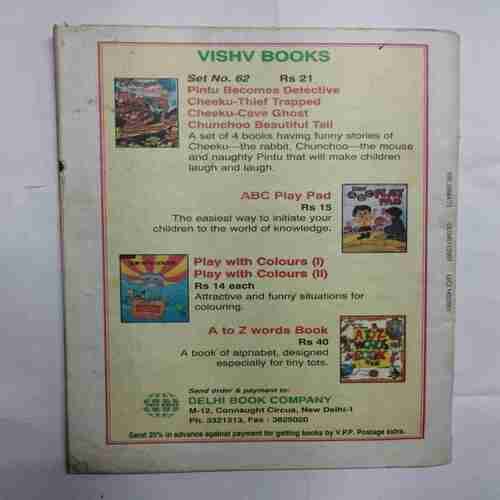 VISHV BOOKS
Set No. 62 Rs 21
Pintu Becomes Detective
Cheeku-Thief Trapped
Cheeku-Cave Ghost
Chunchoo Beautiful Tail
A set of 4 books having funny stories of
Cheeku—the rabbit, Chunchoo—the mouse
and naughty Pintu that will make children
laugh and laugh.
ABC Play Pad
Rs 15
The easiest way to initiate your
children to the world of knowledge.
Play with Colours (I)
Play with Colours (II)
Rs 14 each
Attractive and funny situations for
colouring.
A to Z words Book
Rs 40
A book of alphabet, designed
especially for tiny tots.
A TO Z
WORDS
BOOK
Send order & payment to:
DELHI BOOK COMPANY
M-12, Connaught Circus, New Delhi-1
Ph. 3321313, Fax : 3625020
Send 20% in advance against payment for getting books by V.P.P. Postage extra.